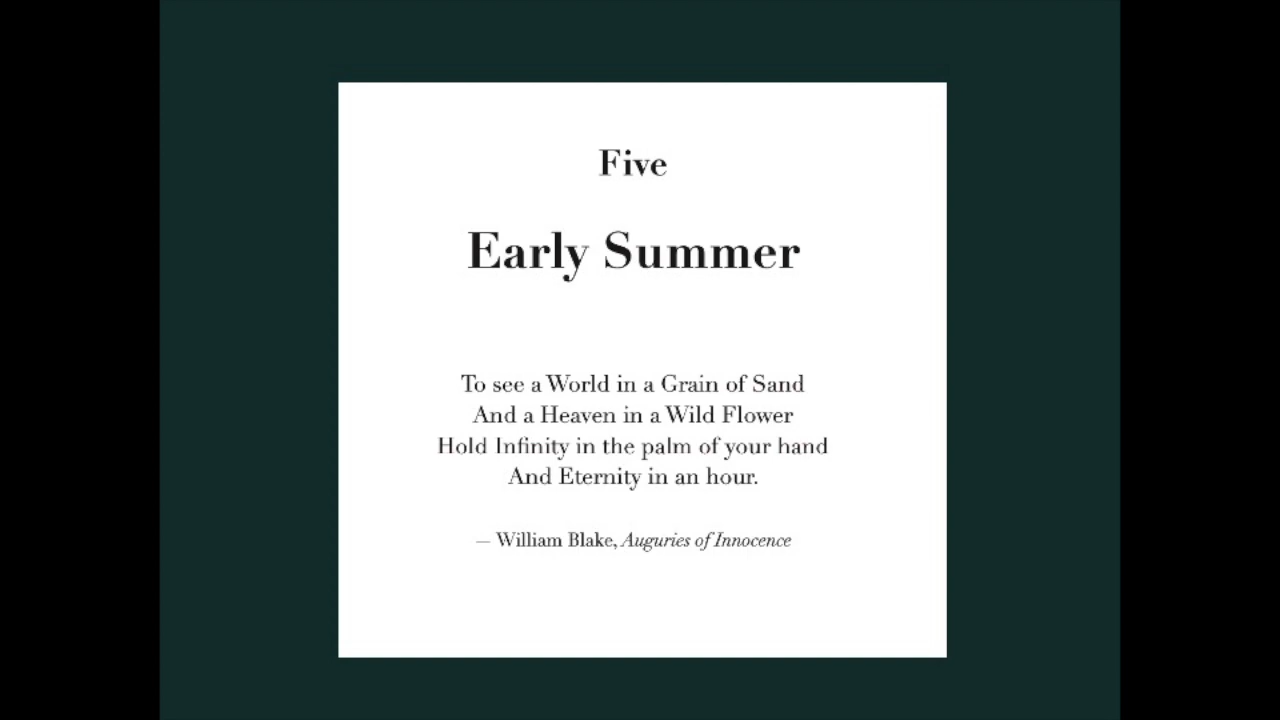 Five
Early Summer
To see a World in a Grain of Sand
And a Heaven in a Wild Flower
Hold Infinity in the palm of your hand
And Eternity in an hour.
– William Blake, Auguries of Innocence